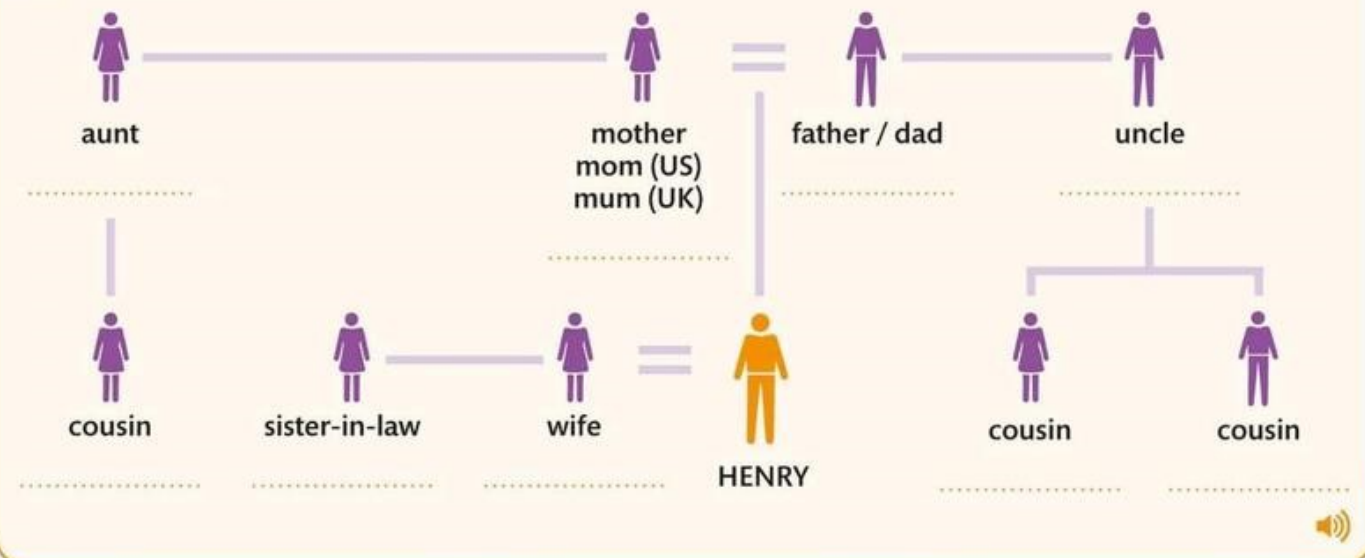 aunt
mother
mom (US)
mum (UK)
father / dad
uncle
cousin
sister-in-law
wife
HENRY
cousin
cousin